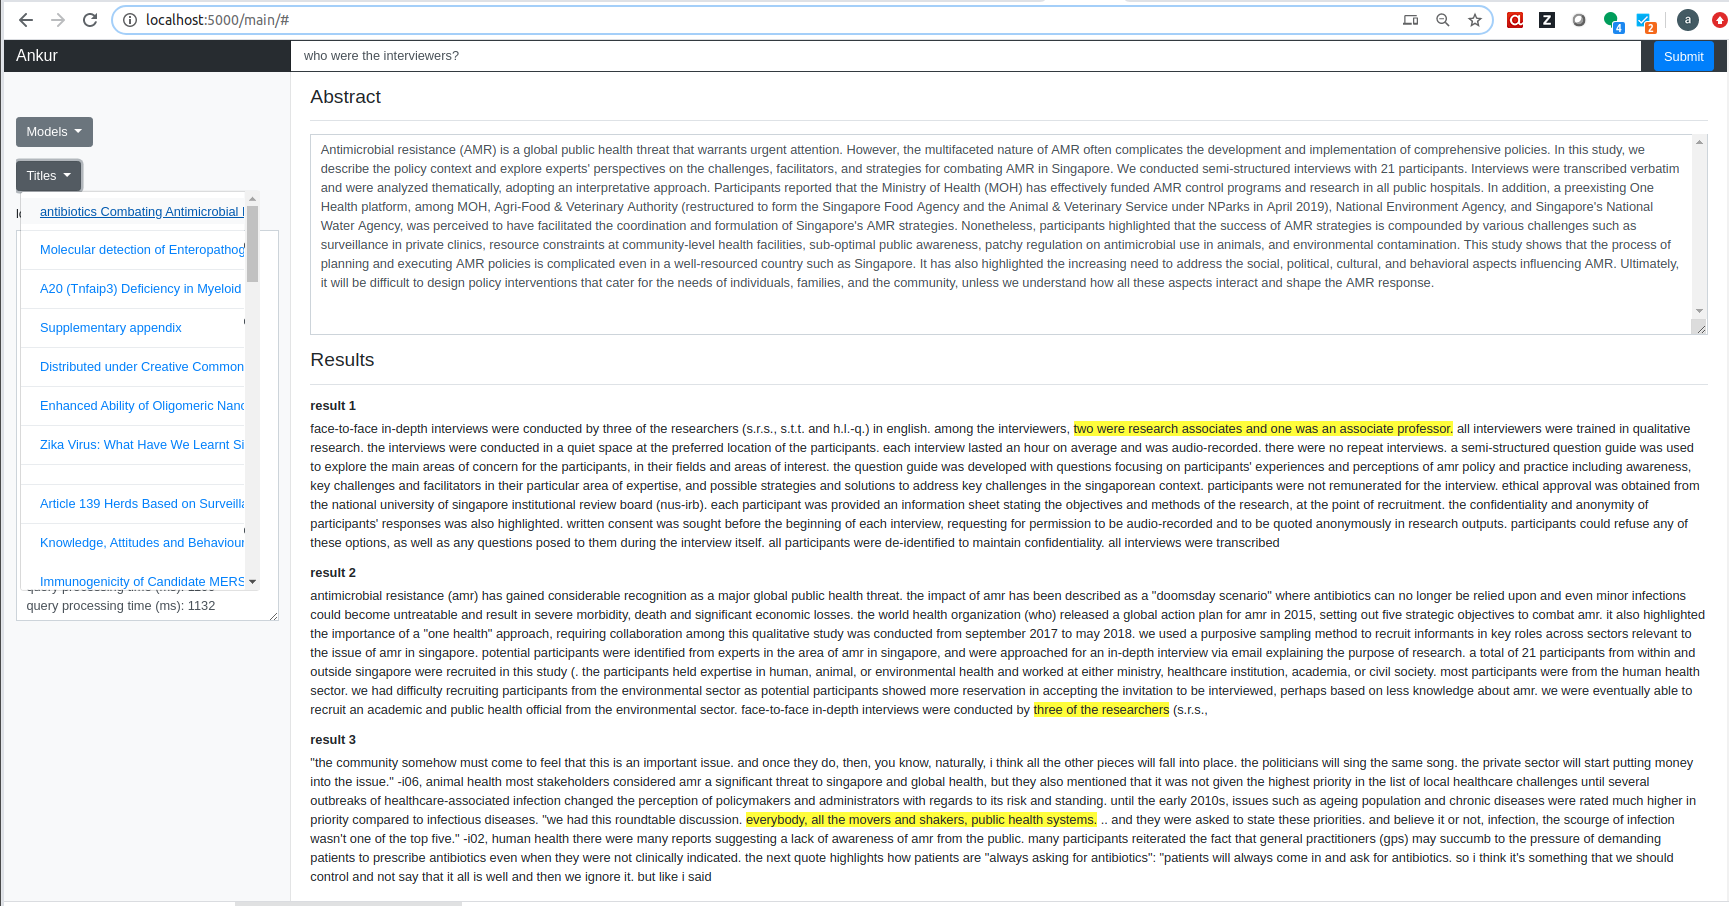 localhost:5000/main/#
4
2
a
Ankur
who were the interviewers?
Submit
Models
Titles
antibiotics Combating Antimicrobial
Molecular detection of Enteropathog
A20 (Tnfaip3) Deficiency in Myeloid
Supplementary appendix
Distributed under Creative Common
Enhanced Ability of Oligomeric Nano
Zika Virus: What Have We Learnt Si
Article 139 Herds Based on Surveilla
Knowledge, Attitudes and Behaviour
Immunogenicity of Candidate MERS
query processing time (ms):
query processing time (ms): 1132
Abstract
Antimicrobial resistance (AMR) is a global public health threat that warrants urgent attention. However, the multifaceted nature of AMR often complicates the development and implementation of comprehensive policies. In this study, we
describe the policy context and explore experts' perspectives on the challenges, facilitators, and strategies for combating AMR in Singapore. We conducted semi-structured interviews with 21 participants. Interviews were transcribed verbatim
and were analyzed thematically, adopting an interpretative approach. Participants reported that the Ministry of Health (MOH) has effectively funded AMR control programs and research in all public hospitals. In addition, a preexisting One
Health platform, among MOH, Agri-Food & Veterinary Authority (restructured to form the Singapore Food Agency and the Animal & Veterinary Service under NParks in April 2019), National Environment Agency, and Singapore's National
Water Agency, was perceived to have facilitated the coordination and formulation of Singapore's AMR strategies. Nonetheless, participants highlighted that the success of AMR strategies is compounded by various challenges such as
surveillance in private clinics, resource constraints at community-level health facilities, sub-optimal public awareness, patchy regulation on antimicrobial use in animals, and environmental contamination. This study shows that the process of
planning and executing AMR policies is complicated even in a well-resourced country such as Singapore. It has also highlighted the increasing need to address the social, political, cultural, and behavioral aspects influencing AMR. Ultimately,
it will be difficult to design policy interventions that cater for the needs of individuals, families, and the community, unless we understand how all these aspects interact and shape the AMR response.
Results
result 1
face-to-face in-depth interviews were conducted by three of the researchers (s.r.s., s.t.t. and h.l.-q.) in english. among the interviewers, two were research associates and one was an associate professor. all interviewers were trained in qualitative
research. the interviews were conducted in a quiet space at the preferred location of the participants. each interview lasted an hour on average and was audio-recorded. there were no repeat interviews. a semi-structured question guide was used
to explore the main areas of concern for the participants, in their fields and areas of interest. the question guide was developed with questions focusing on participants' experiences and perceptions of amr policy and practice including awareness,
key challenges and facilitators in their particular area of expertise, and possible strategies and solutions to address key challenges in the singaporean context. participants were not remunerated for the interview. ethical approval was obtained from
the national university of singapore institutional review board (nus-irb). each participant was provided an information sheet stating the objectives and methods of the research, at the point of recruitment. the confidentiality and anonymity of
participants' responses was also highlighted. written consent was sought before the beginning of each interview, requesting for permission to be audio-recorded and to be quoted anonymously in research outputs. participants could refuse any of
these options, as well as any questions posed to them during the interview itself. all participants were de-identified to maintain confidentiality. all interviews were transcribed
result 2
antimicrobial resistance (amr) has gained considerable recognition as a major global public health threat. the impact of amr has been described as a "doomsday scenario" where antibiotics can no longer be relied upon and even minor infections
could become untreatable and result in severe morbidity, death and significant economic losses. the world health organization (who) released a global action plan for amr in 2015, setting out five strategic objectives to combat amr. it also highlighted
the importance of a "one health" approach, requiring collaboration among this qualitative study was conducted from september 2017 to may 2018. we used a purposive sampling method to recruit informants in key roles across sectors relevant to
the issue of amr in singapore. potential participants were identified from experts in the area of amr in singapore, and were approached for an in-depth interview via email explaining the purpose of research. a total of 21 participants from within and
outside singapore were recruited in this study (. the participants held expertise in human, animal, or environmental health and worked at either ministry, healthcare institution, academia, or civil society. most participants were from the human health
sector. we had difficulty recruiting participants from the environmental sector as potential participants showed more reservation in accepting the invitation to be interviewed, perhaps based on less knowledge about amr. we were eventually able to
recruit an academic and public health official from the environmental sector. face-to-face in-depth interviews were conducted by three of the researchers (s.r.s.,
result 3
"the community somehow must come to feel that this is an important issue. and once they do, then, you know, naturally, i think all the other pieces will fall into place. the politicians will sing the same song. the private sector will start putting money
into the issue." -i06, animal health most stakeholders considered amr a significant threat to singapore and global health, but they also mentioned that it was not given the highest priority in the list of local healthcare challenges until several
outbreaks of healthcare-associated infection changed the perception of policymakers and administrators with regards to its risk and standing. until the early 2010s, issues such as ageing population and chronic diseases were rated much higher in
priority compared to infectious diseases. "we had this roundtable discussion. everybody, all the movers and shakers, public health systems. .. and they were asked to state these priorities. and believe it or not, infection, the scourge of infection
wasn't one of the top five." -i02, human health there were many reports suggesting a lack of awareness of amr from the public. many participants reiterated the fact that general practitioners (gps) may succumb to the pressure of demanding
patients to prescribe antibiotics even when they were not clinically indicated. the next quote highlights how patients are "always asking for antibiotics": "patients will always come in and ask for antibiotics. so i think it's something that we should
control and not say that it all is well and then we ignore it. but like i said